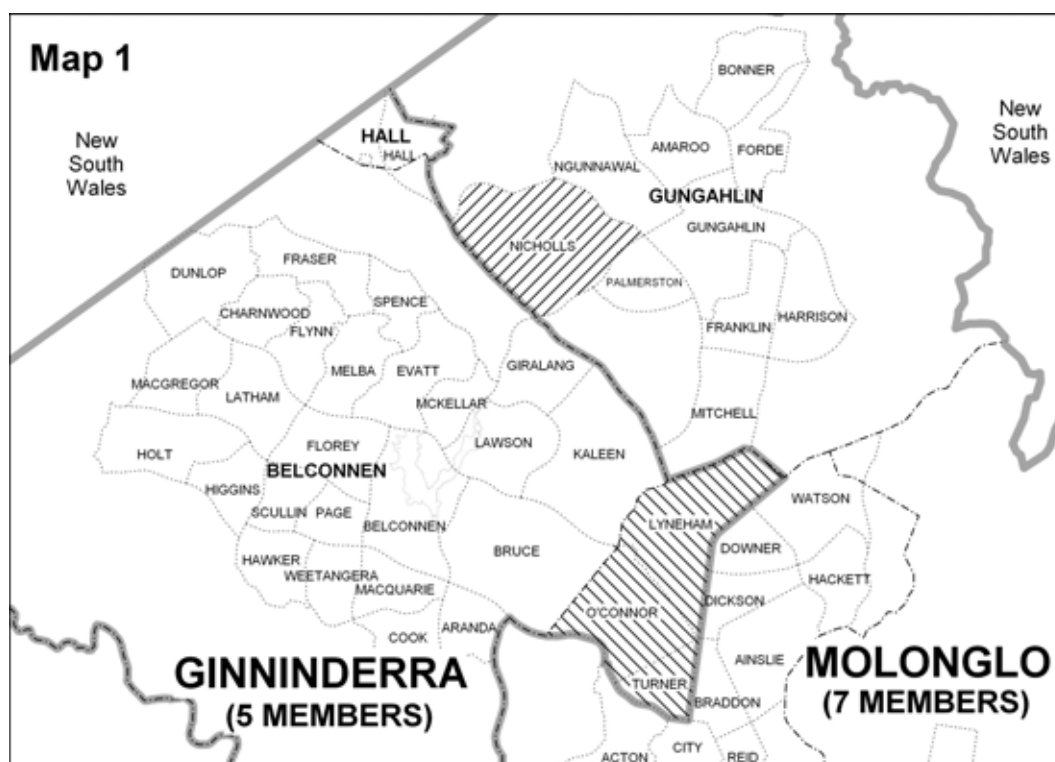 Map 1
BONNER
New
South
Wales
New
South
Wales
HALL
HALL
AMAROO
FORDE
NGUNNAWAL
GUNGAHLIN
GUNGAHLIN
NICHOLLS
FRASER
DUNLOP
PALMERSTON
SPENCE
CHARNWOOD
FLYNN
FRANKLIN
HARRISON
GIRALANG
MELBA
EVATT
MACGREGOR
LATHAM
MCKELLAR
MITCHELL
FLOREY
LAWSON
KALEEN
HOLT
BELCONNEN
HIGGINS
WATSON
SCULLIN
PAGE
BELCONNEN
LYNEHAM
BRUCE
DOWNER
HAWKER
WEETANGERA
MACQUARIE
HACKETT
DICKSON
O'CONNOR
COOK
ARANDA
AINSLIE
GINNINDERRA
(5 MEMBERS)
MOLONGLO
(7 MEMBERS)
TURNER
BRADDON
ACTON
CITY
REID